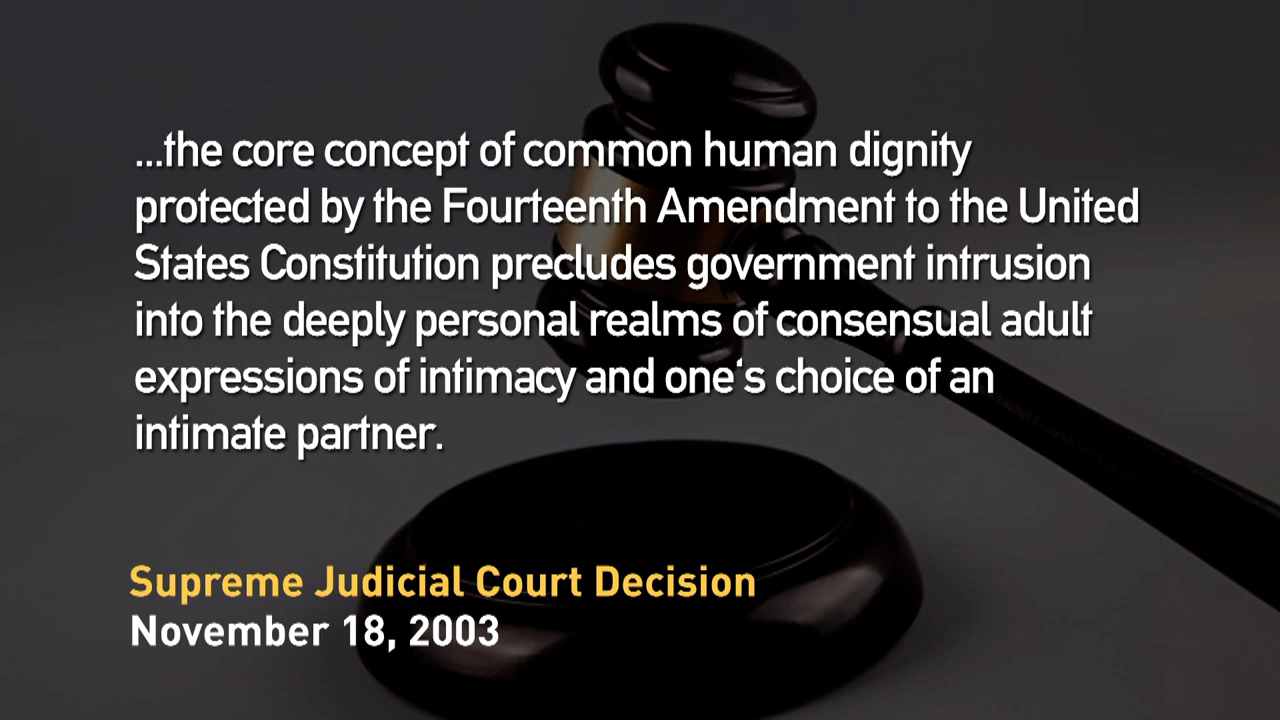 ...the core concept of common human dignity
protected by the Fourteenth Amendment to the United
States Constitution precludes government intrusion
into the deeply personal realms of consensual adult
expressions of intimacy and one‘s choice of an
intimate partner.
Supreme Judicial Court Decision
November 18, 2003